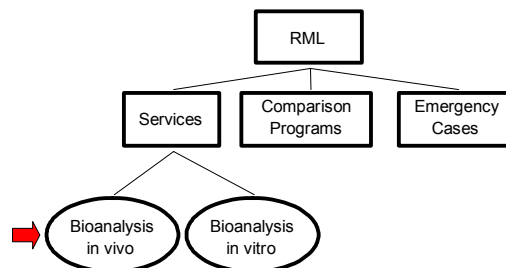 RML
Services
Comparison
Programs
Emergency
Cases
Bioanalysis
in vivo
Bioanalysis
in vitro